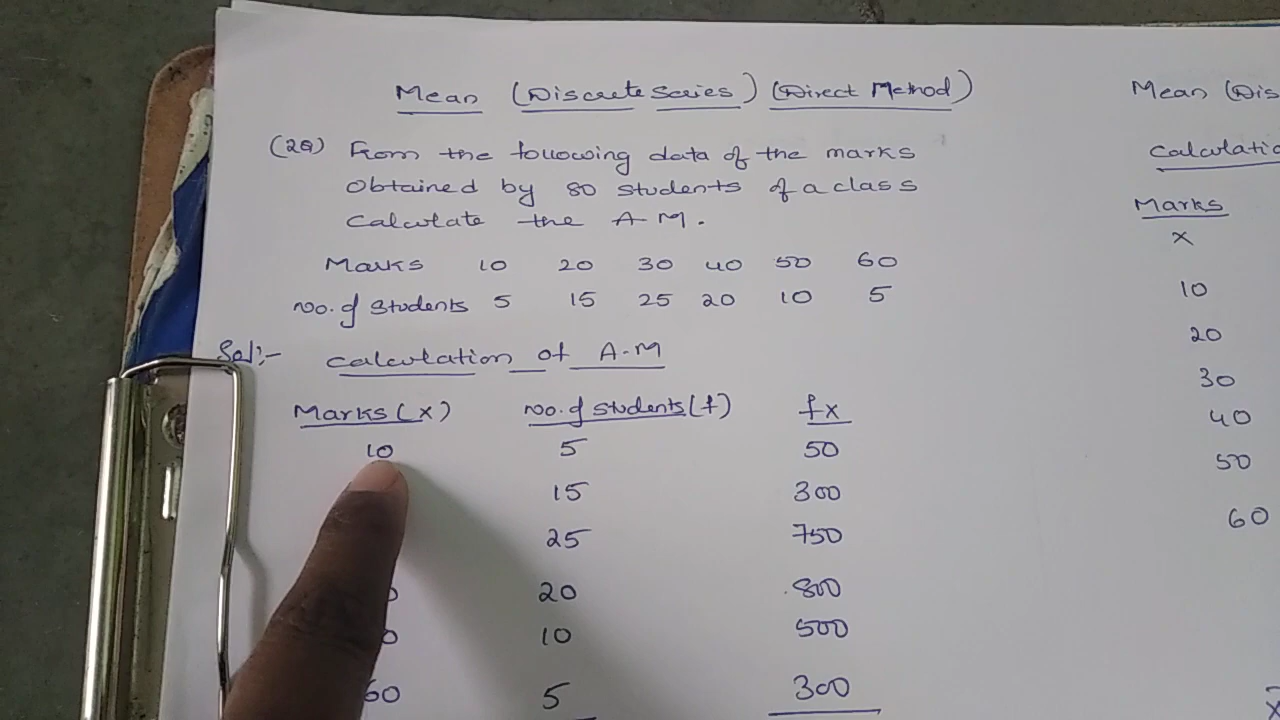 Mean (Discrete Series) (Direct Method)
(2Q) From the following data of the marks
obtained by 80 students of a class
Calculate the A M.
Marks 10 20 30 40 50 60
No. of Students 5 15 25 20 10 5
Sol:- Calculation of A.M
Marks (x) No. of Students (f) fx
10 5 50
15 300
25 750
0 20 800
0 10 500
60 5 300
Mean (Dis
Calculatio
Marks
x
10
20
30
40
50
60